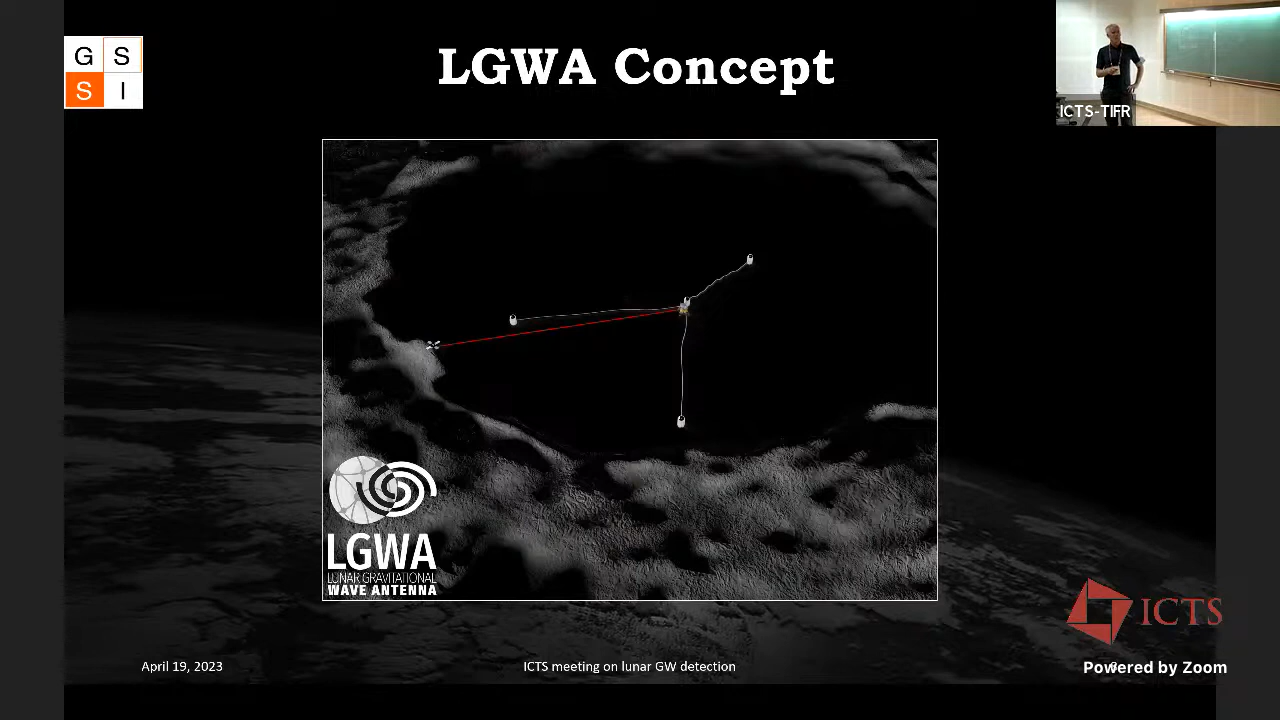 G S
S I
LGWA Concept
ICTS-TIFR
LGWA
LUNAR GRAVITATIONAL
WAVE ANTENNA
ICTS
April 19, 2023
ICTS meeting on lunar GW detection
Powered by Zoom